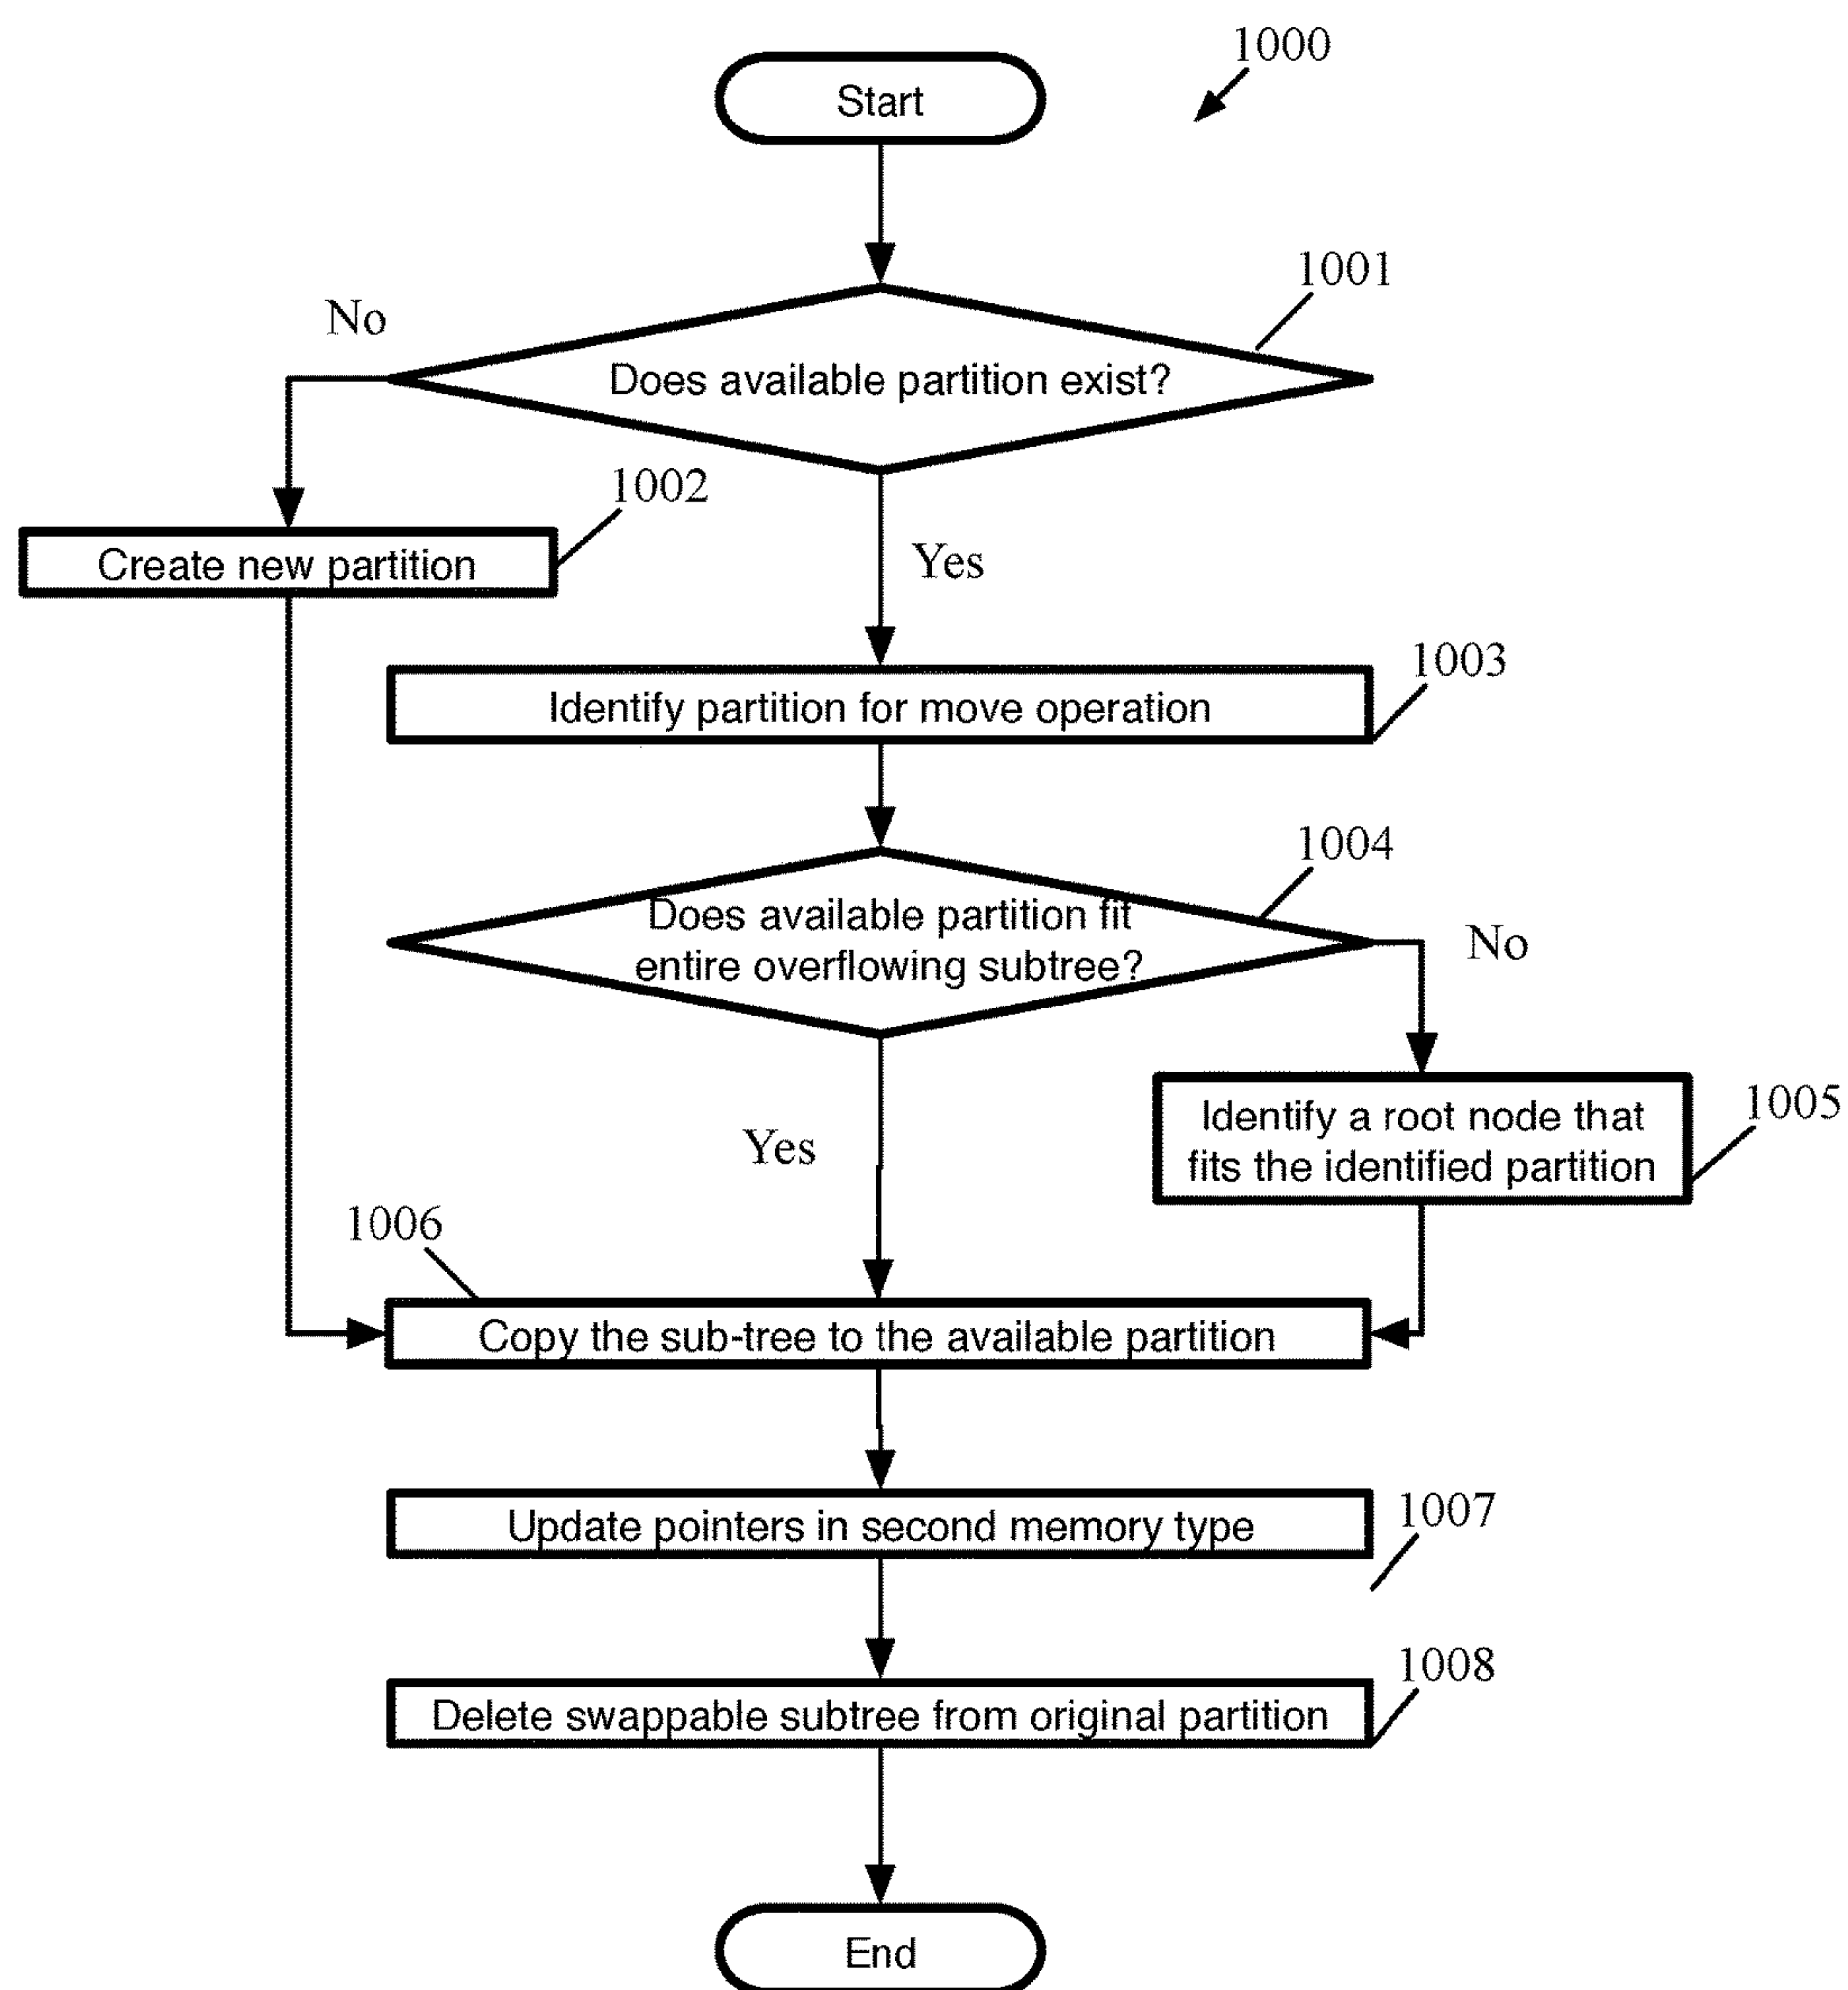 1000
Start
1001
No
Does available partition exist?
1002
Create new partition
Yes
1003
Identify partition for move operation
1004
Does available partition fit
entire overflowing subtree?
No
Identify a root node that
fits the identified partition
1005
Yes
1006
Copy the sub-tree to the available partition
Update pointers in second memory type
1007
1008
Delete swappable subtree from original partition
End